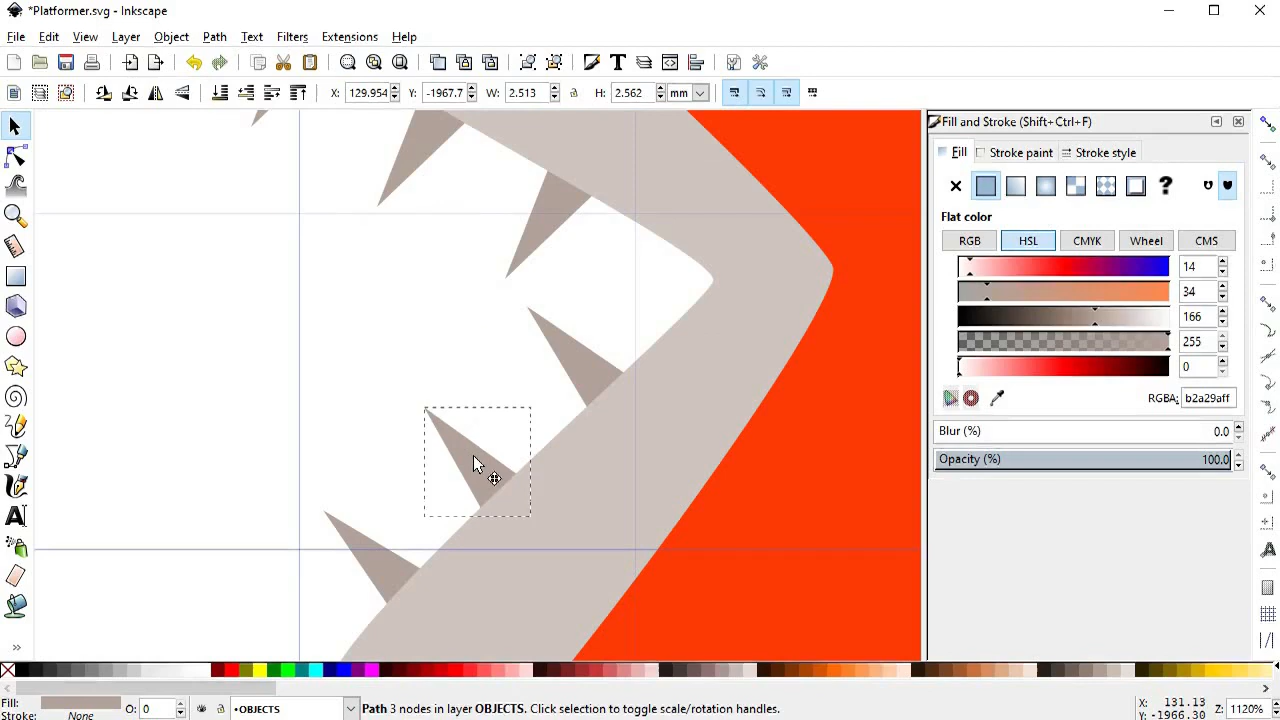 *Platformer.svg - Inkscape
File Edit View Layer Object Path Text Filters Extensions Help
X: 129.954 Y: -1967.7 W: 2.513 H: 2.562 mm
Fill and Stroke (Shift+Ctrl+F)
Fill Stroke paint Stroke style
?
Flat color
RGB HSL CMYK Wheel CMS
14
34
166
255
0
RGBA: b2a29aff
Blur (%) 0.0
Opacity (%) 100.0
Fill: O: 0 •OBJECTS Path 3 nodes in layer OBJECTS. Click selection to toggle scale/rotation handles. X: 131.13 Z: 1120%
Stroke: None Y: -1966.30